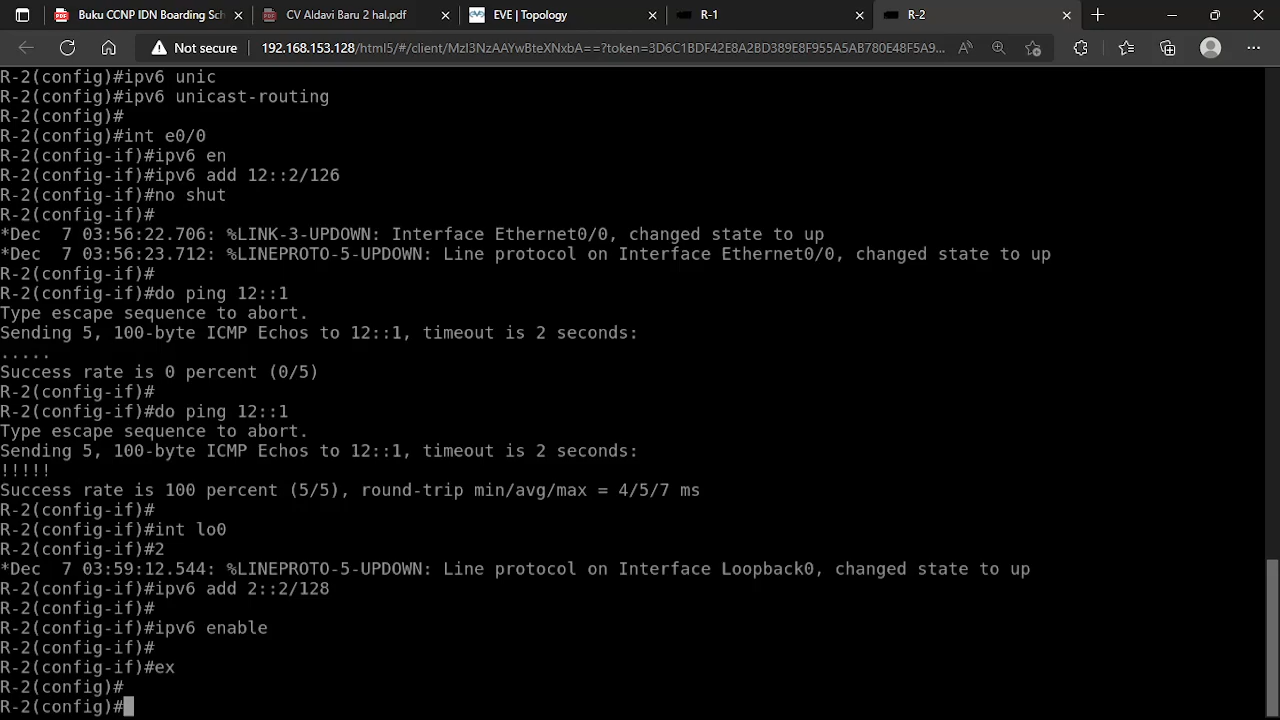 Buku CCNP IDN Boarding Sch
CV Aldavi Baru 2 hal.pdf
EVE | Topology
R-1
R-2
Not secure
192.168.153.128/html5/#/client/MzI3NzAAYwBteXNxbA==?token=3D6C1BDF42E8A2BD389E8F955A5AB780E48F5A9...
R-2(config)#ipv6 unic
R-2(config)#ipv6 unicast-routing
R-2(config)#
R-2(config)#int e0/0
R-2(config-if)#ipv6 en
R-2(config-if)#ipv6 add 12::2/126
R-2(config-if)#no shut
R-2(config-if)#
*Dec  7 03:56:22.706: %LINK-3-UPDOWN: Interface Ethernet0/0, changed state to up
*Dec  7 03:56:23.712: %LINEPROTO-5-UPDOWN: Line protocol on Interface Ethernet0/0, changed state to up
R-2(config-if)#
R-2(config-if)#do ping 12::1
Type escape sequence to abort.
Sending 5, 100-byte ICMP Echos to 12::1, timeout is 2 seconds:
.....
Success rate is 0 percent (0/5)
R-2(config-if)#
R-2(config-if)#do ping 12::1
Type escape sequence to abort.
Sending 5, 100-byte ICMP Echos to 12::1, timeout is 2 seconds:
!!!!!
Success rate is 100 percent (5/5), round-trip min/avg/max = 4/5/7 ms
R-2(config-if)#
R-2(config-if)#int lo0
R-2(config-if)#2
*Dec  7 03:59:12.544: %LINEPROTO-5-UPDOWN: Line protocol on Interface Loopback0, changed state to up
R-2(config-if)#ipv6 add 2::2/128
R-2(config-if)#
R-2(config-if)#ipv6 enable
R-2(config-if)#
R-2(config-if)#ex
R-2(config)#
R-2(config)#